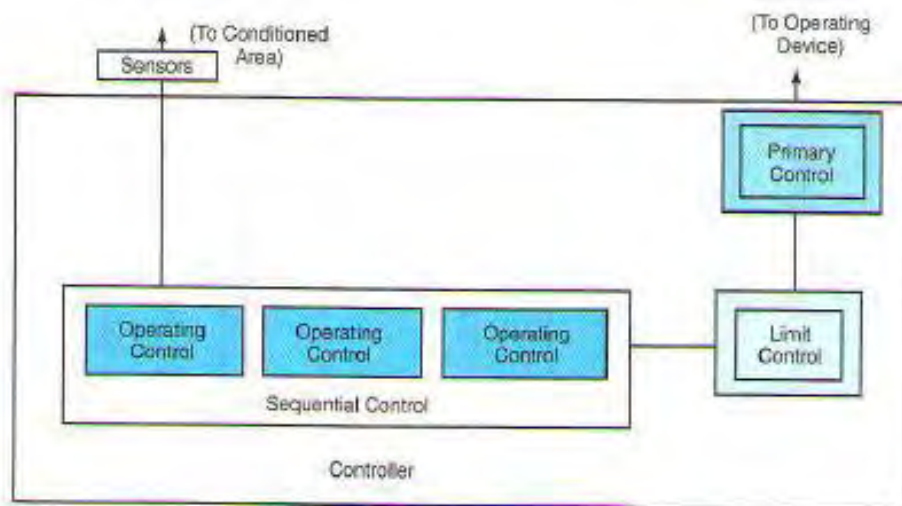 (To Conditioned
Area)
Sensors
(To Operating
Device)
Primary
Control
Operating
Control
Operating
Control
Operating
Control
Sequential Control
Limit
Control
Controller